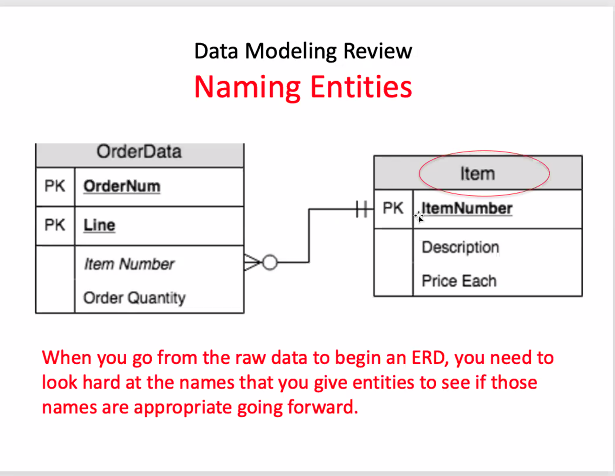 Data Modeling Review
Naming Entities
OrderData
PK OrderNum
PK Line
Item Number
Order Quantity
Item
PK ItemNumber
Description
Price Each
When you go from the raw data to begin an ERD, you need to
look hard at the names that you give entities to see if those
names are appropriate going forward.